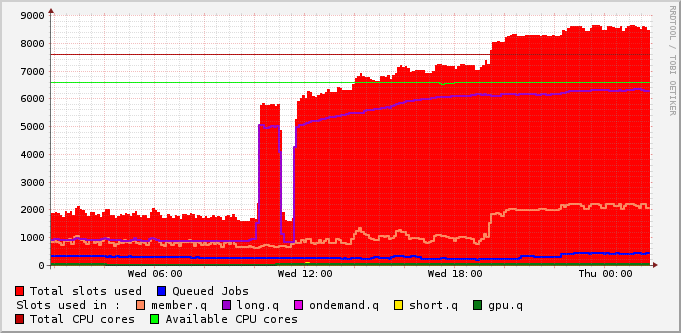 9000
8000
7000
6000
5000
4000
3000
2000
1000
0
Wed 06:00 Wed 12:00 Wed 18:00 Thu 00:00
RRDTOOL / TOBI OETIKER
Total slots used Queued Jobs
Slots used in : member.q long.q ondemand.q short.q gpu.q
Total CPU cores Available CPU cores